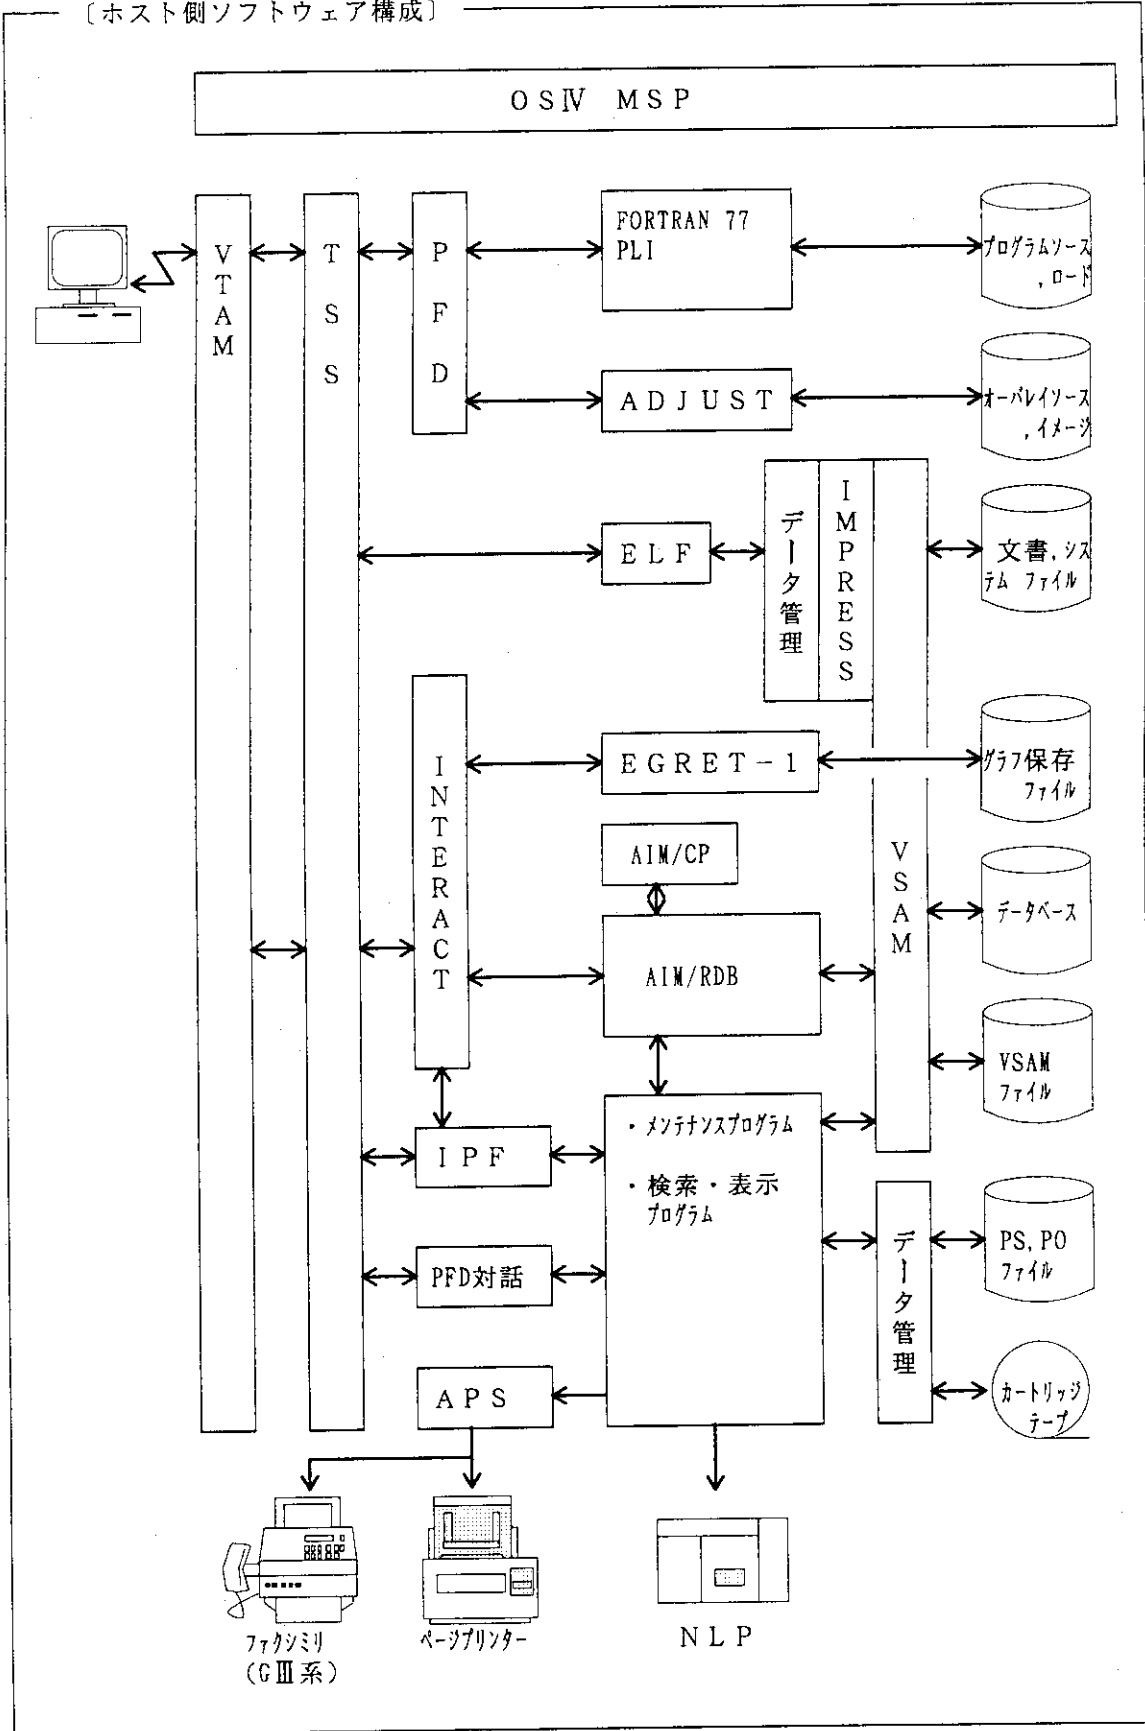 〔ホスト側ソフトウェア構成〕
OSⅣ MSP
VTAM
TSS
PFD
FORTRAN 77
PLI
プログラムソース
,ロード
ADJUST
オーバレイソース
,イメージ
ELF
データ管理
IMPRESS
文書,シス
テム ファイル
INTERACT
EGRET-1
グラフ保存
ファイル
AIM/CP
VSAM
データベース
AIM/RDB
VSAM
ファイル
IPF
・メンテナンスプログラム
・検索・表示
プログラム
PFD対話
データ管理
PS,PO
ファイル
APS
カートリッジ
テープ
ファクシミリ
(GⅢ系)
ページプリンター
NLP